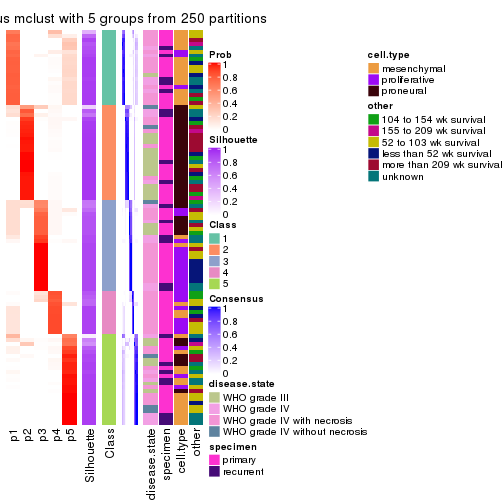 us mclust with 5 groups from 250 partitions
Prob
1
0.8
0.6
0.4
0.2
0
Silhouette
1
0.8
0.6
0.4
0.2
0
Class
1
2
3
4
5
Consensus
1
0.8
0.6
0.4
0.2
0
disease.state
WHO grade III
WHO grade IV
WHO grade IV with necrosis
WHO grade IV without necrosis
specimen
primary
recurrent
cell.type
mesenchymal
proliferative
proneural
other
104 to 154 wk survival
155 to 209 wk survival
52 to 103 wk survival
less than 52 wk survival
more than 209 wk survival
unknown
p1
p2
p3
p4
p5
Silhouette
Class
disease.state
specimen
cell.type
other